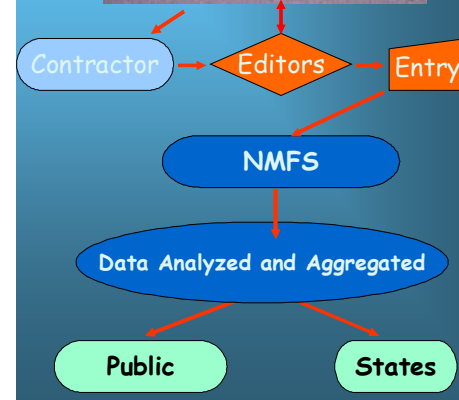 Contractor
Editors
Entry
NMFS
Data Analyzed and Aggregated
Public
States